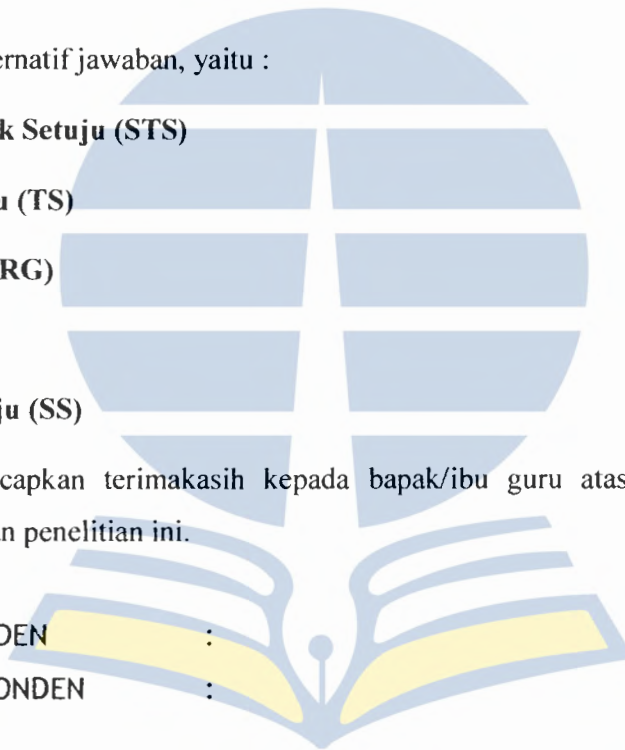 ernatif jawaban, yaitu :
k Setuju (STS)
u (TS)
RG)
ju (SS)
capkan terimakasih kepada bapak/ibu guru atas
n penelitian ini.
DEN :
ONDEN :